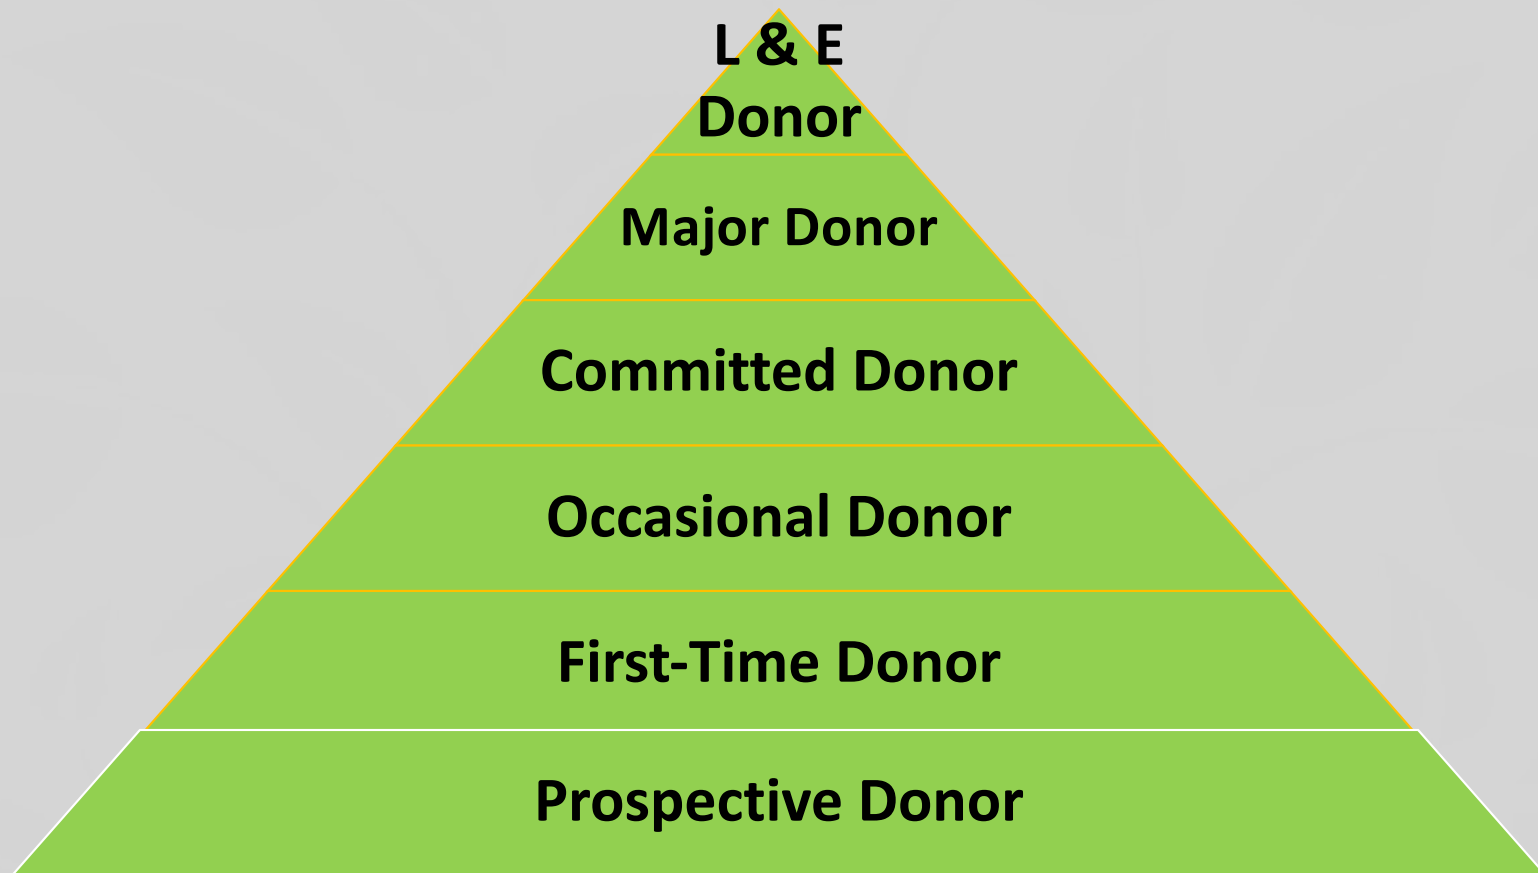 L & E
Donor
Major Donor
Committed Donor
Occasional Donor
First-Time Donor
Prospective Donor